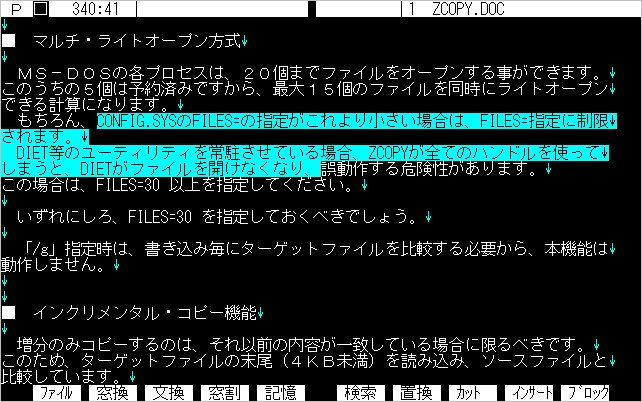 P ■ 340:41 1 ZCOPY.DOC
↓
■ マルチ・ライトオープン方式↓
↓
MS-DOSの各プロセスは、20個までファイルをオープンする事ができます。↓
このうちの5個は予約済みですから、最大15個のファイルを同時にライトオープン
できる計算になります。↓
もちろん、CONFIG.SYSのFILES=の指定がこれより小さい場合は、FILES=指定に制限
されます。↓
DIET等のユーティリティを常駐させている場合、ZCOPYが全てのハンドルを使って↓
しまうと、DIETがファイルを開けなくなり、誤動作する危険性があります。↓
この場合は、FILES=30 以上を指定してください。↓
↓
いずれにしろ、FILES=30 を指定しておくべきでしょう。↓
↓
「/g」指定時は、書き込み毎にターゲットファイルを比較する必要から、本機能は↓
動作しません。↓
↓
↓
■ インクリメンタル・コピー機能↓
↓
増分のみコピーするのは、それ以前の内容が一致している場合に限るべきです。↓
このため、ターゲットファイルの末尾(4KB未満)を読み込み、ソースファイルと↓
比較しています。↓
ファイル 窓換 文換 窓割 記憶 検索 置換 カット インサート ブロック